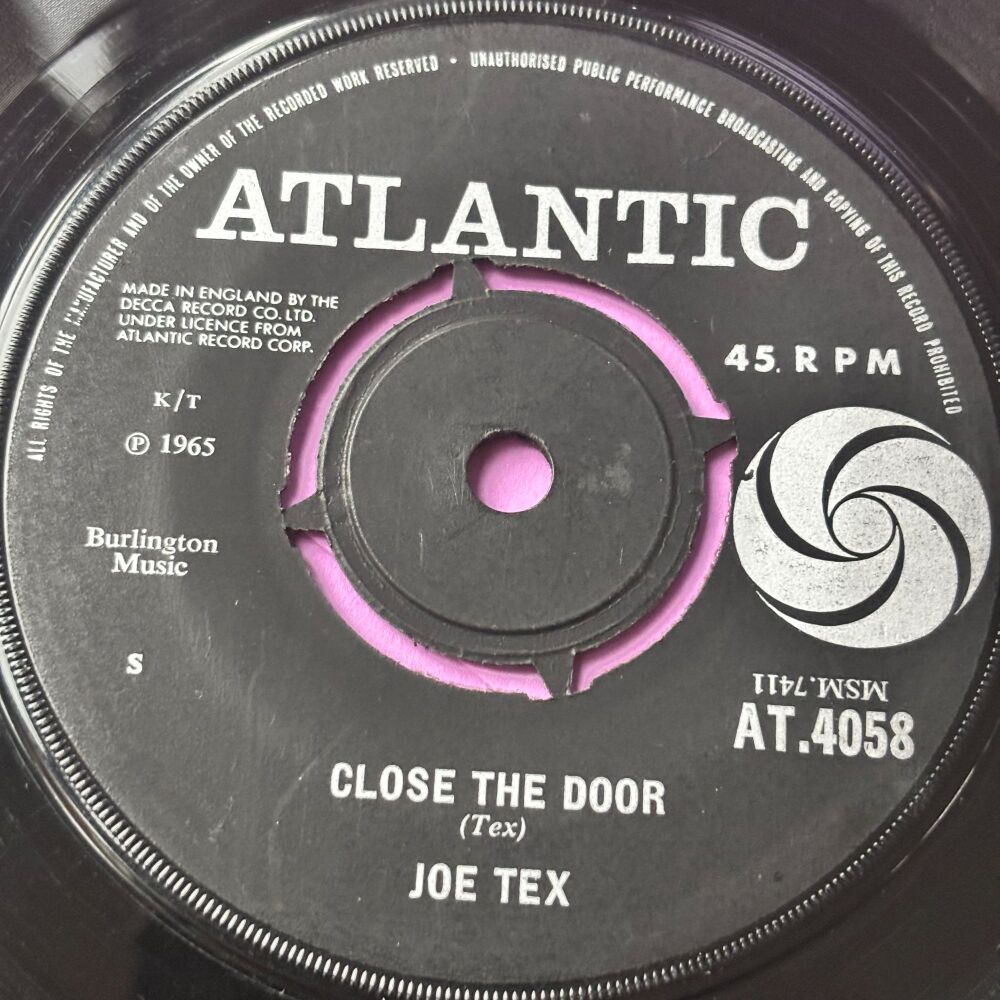 ALL RIGHTS OF THE MANUFACTURER AND OF THE OWNER OF THE RECORDED WORK RESERVED • UNAUTHORISED PUBLIC PERFORMANCE BROADCASTING AND COPYING OF THIS RECORD PROHIBITED
ATLANTIC
MADE IN ENGLAND BY THE
DECCA RECORD CO. LTD.
UNDER LICENCE FROM
ATLANTIC RECORD CORP.
45. R P M
K/T
℗ 1965
Burlington
Music
S
MSM.7411
AT.4058
CLOSE THE DOOR
(Tex)
JOE TEX